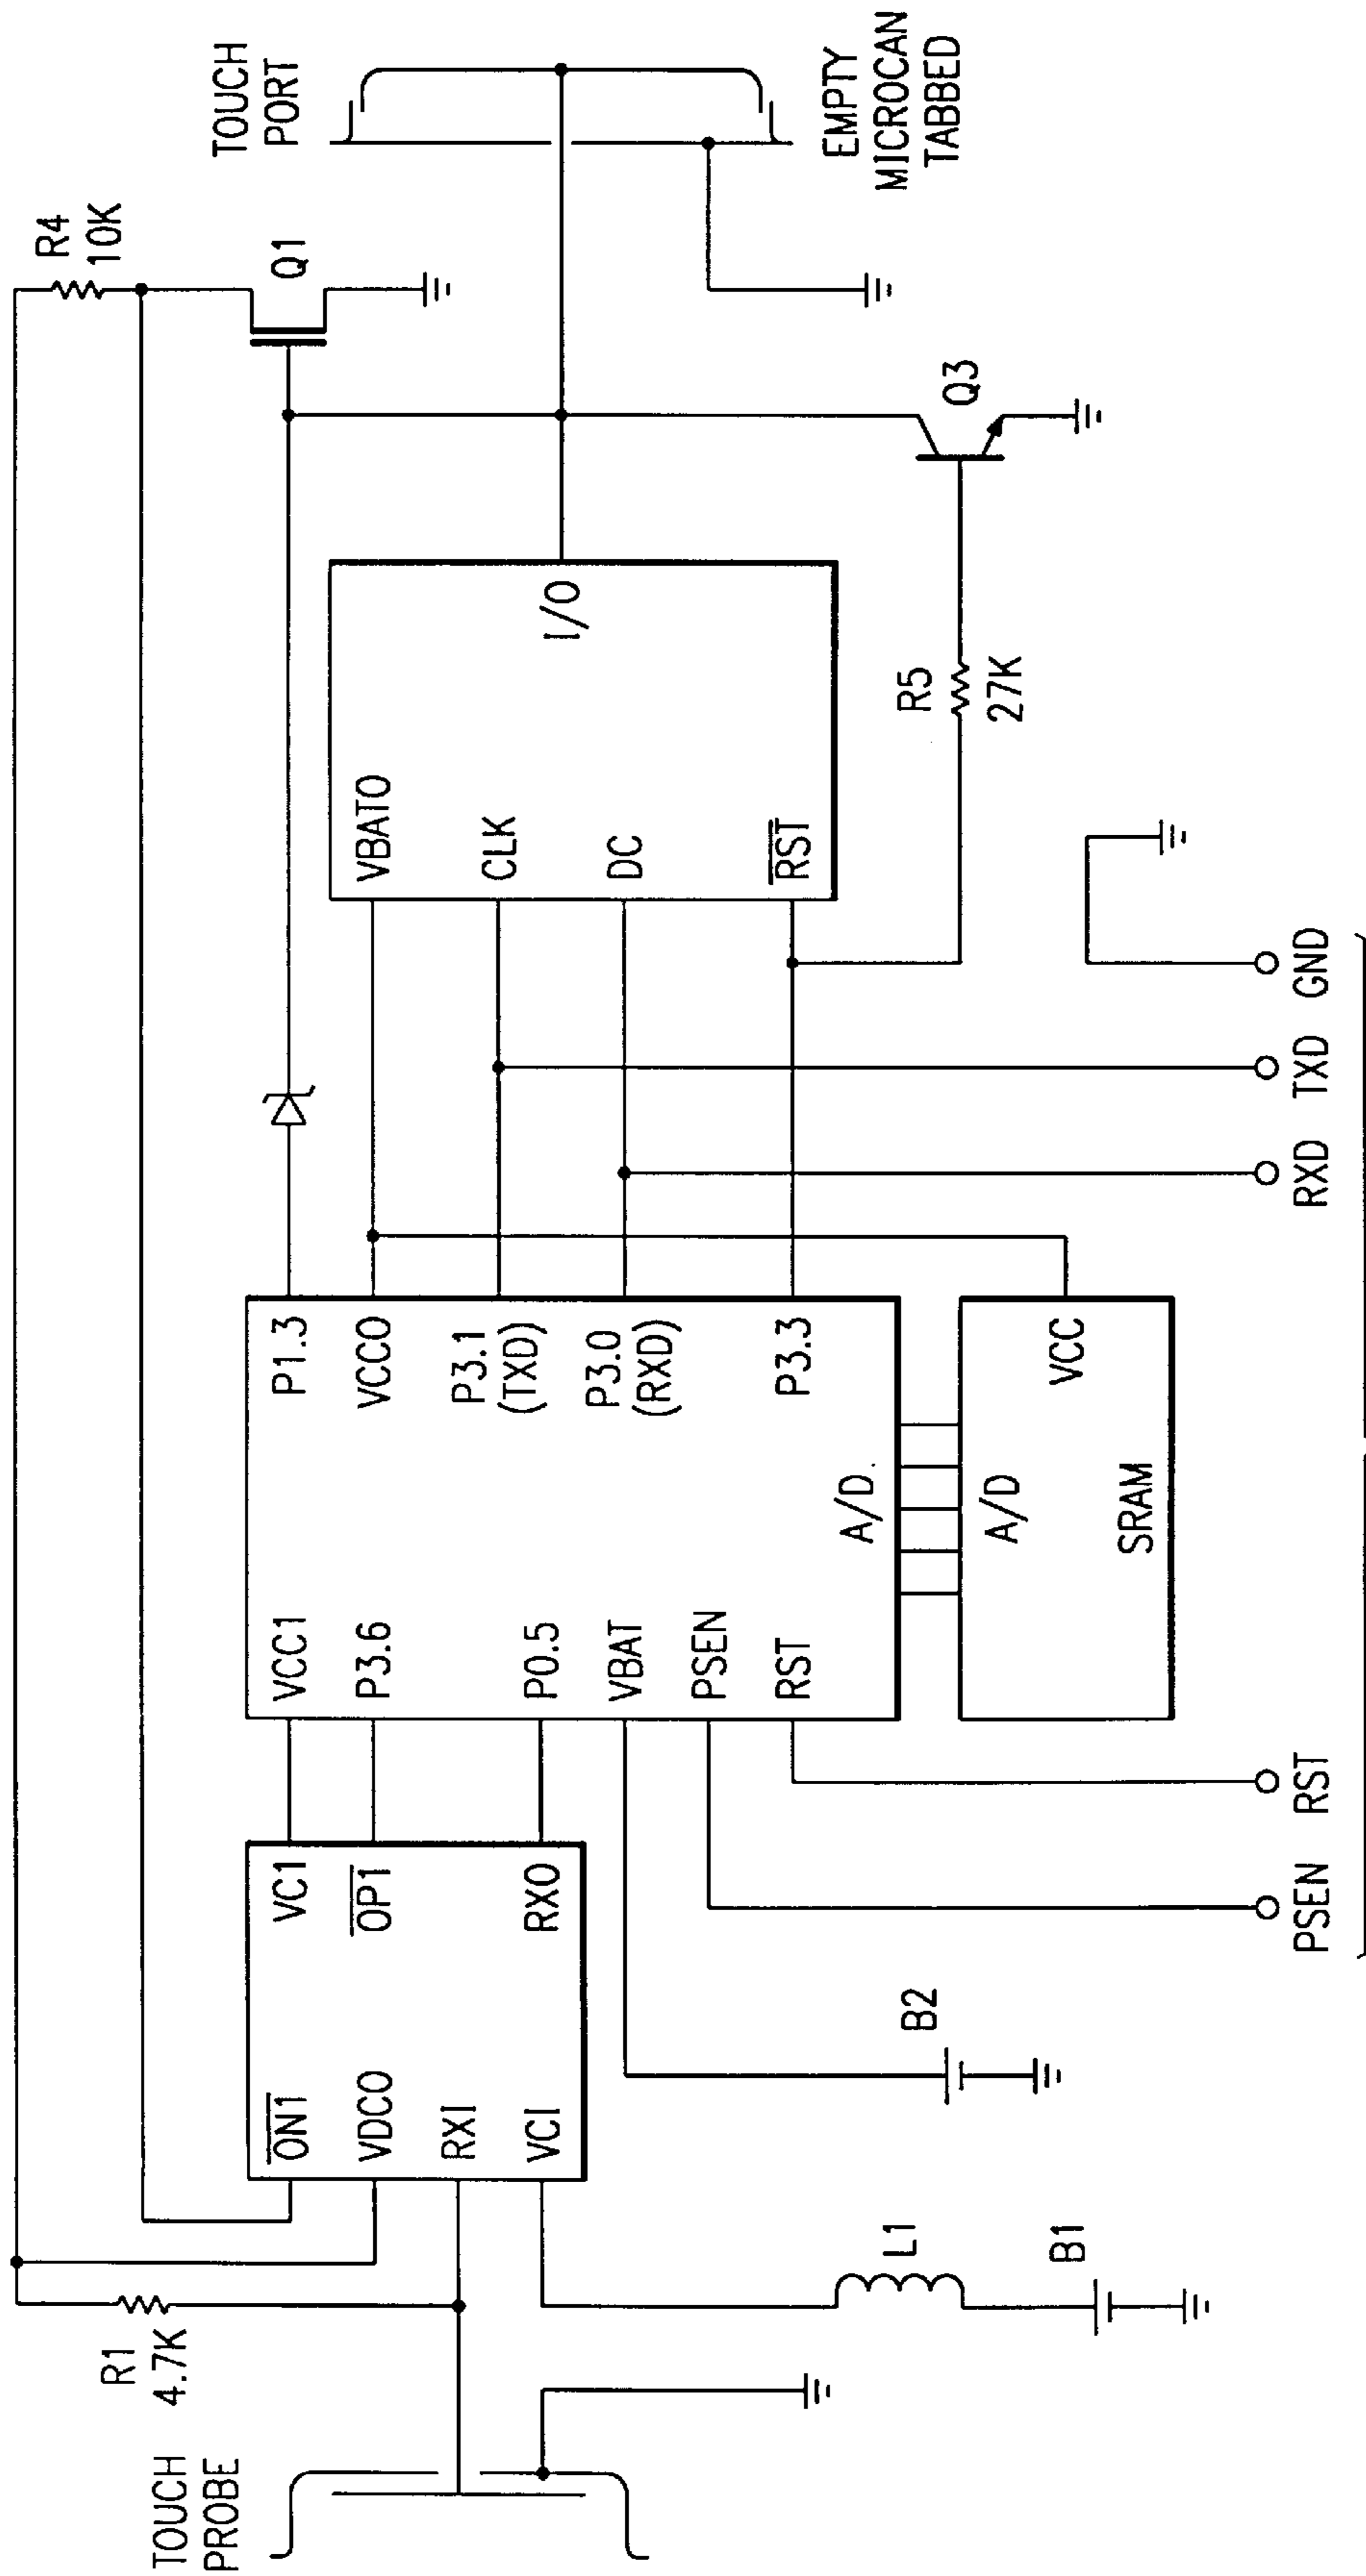 TOUCH
PROBE
R1
4.7K
L1
B1
B2
ON1
VDCO
RXI
VCI
VC1
OP1
RXO
VCC1
P3.6
P0.5
VBAT
PSEN
RST
P1.3
VCCO
P3.1
(TXD)
P3.0
(RXD)
P3.3
A/D
A/D
SRAM
VCC
VBATO
CLK
DC
RST
I/O
R5
27K
Q3
R4
10K
Q1
TOUCH
PORT
EMPTY
MICROCAN
TABBED
PSEN
RST
RXD
TXD
GND